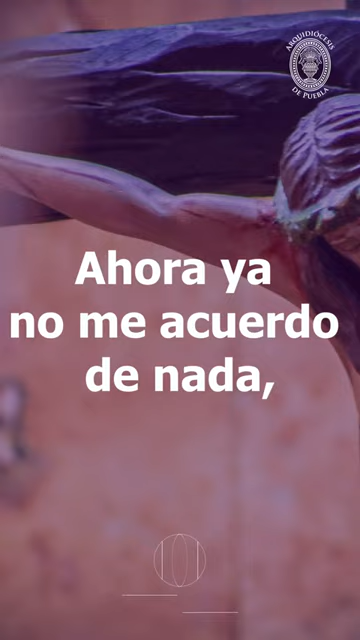 ARQUIDIÓCESIS
DE PUEBLA
Ahora ya
no me acuerdo
de nada,